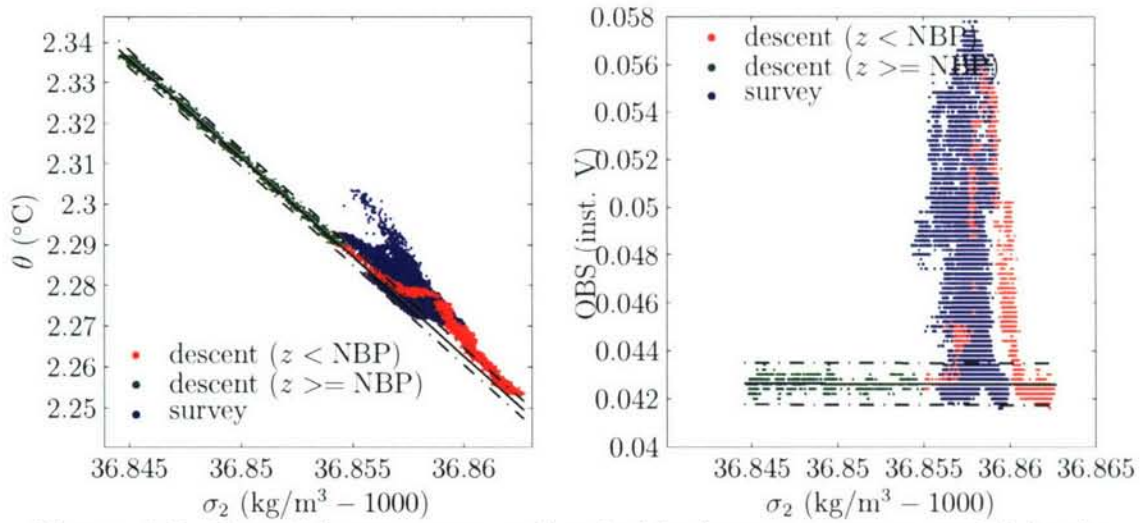 2.34
2.33
2.32
2.31
2.3
2.29
2.28
2.27
2.26
2.25
θ (°C)
descent (z < NBP)
descent (z >= NBP)
survey
36.845 36.85 36.855 36.86
σ₂ (kg/m³ − 1000)
0.058
0.056
0.054
0.052
0.05
0.048
0.046
0.044
0.042
0.04
OBS (inst. V)
descent (z < NBP)
descent (z >= NBP)
survey
36.845 36.85 36.855 36.86 36.865
σ₂ (kg/m³ − 1000)